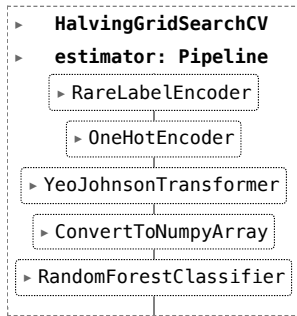 HalvingGridSearchCV
estimator: Pipeline
RareLabelEncoder
OneHotEncoder
YeoJohnsonTransformer
ConvertToNumpyArray
RandomForestClassifier